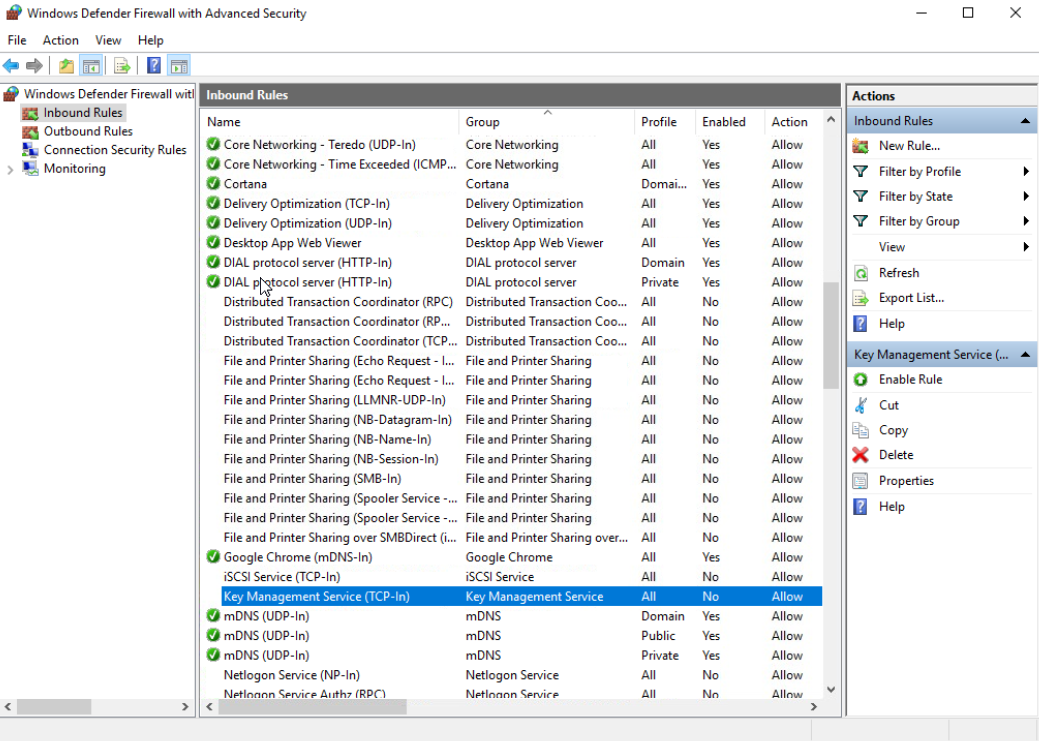 Windows Defender Firewall with Advanced Security
File Action View Help
Windows Defender Firewall witl
Inbound Rules
Outbound Rules
Connection Security Rules
Monitoring
Inbound Rules
Name Group Profile Enabled Action
Core Networking - Teredo (UDP-In) Core Networking All Yes Allow
Core Networking - Time Exceeded (ICMP... Core Networking All Yes Allow
Cortana Cortana Domai... Yes Allow
Delivery Optimization (TCP-In) Delivery Optimization All Yes Allow
Delivery Optimization (UDP-In) Delivery Optimization All Yes Allow
Desktop App Web Viewer Desktop App Web Viewer All Yes Allow
DIAL protocol server (HTTP-In) DIAL protocol server Domain Yes Allow
DIAL protocol server (HTTP-In) DIAL protocol server Private Yes Allow
Distributed Transaction Coordinator (RPC) Distributed Transaction Coo... All No Allow
Distributed Transaction Coordinator (RP... Distributed Transaction Coo... All No Allow
Distributed Transaction Coordinator (TCP... Distributed Transaction Coo... All No Allow
File and Printer Sharing (Echo Request - I... File and Printer Sharing All No Allow
File and Printer Sharing (Echo Request - I... File and Printer Sharing All No Allow
File and Printer Sharing (LLMNR-UDP-In) File and Printer Sharing All No Allow
File and Printer Sharing (NB-Datagram-In) File and Printer Sharing All No Allow
File and Printer Sharing (NB-Name-In) File and Printer Sharing All No Allow
File and Printer Sharing (NB-Session-In) File and Printer Sharing All No Allow
File and Printer Sharing (SMB-In) File and Printer Sharing All No Allow
File and Printer Sharing (Spooler Service -... File and Printer Sharing All No Allow
File and Printer Sharing (Spooler Service -... File and Printer Sharing All No Allow
File and Printer Sharing over SMBDirect (i... File and Printer Sharing over... All No Allow
Google Chrome (mDNS-In) Google Chrome All Yes Allow
iSCSI Service (TCP-In) iSCSI Service All No Allow
Key Management Service (TCP-In) Key Management Service All No Allow
mDNS (UDP-In) mDNS Domain Yes Allow
mDNS (UDP-In) mDNS Public Yes Allow
mDNS (UDP-In) mDNS Private Yes Allow
Netlogon Service (NP-In) Netlogon Service All No Allow
Netlogon Service Authz (RPC) Netlogon Service All No Allow
Actions
Inbound Rules
New Rule...
Filter by Profile
Filter by State
Filter by Group
View
Refresh
Export List...
Help
Key Management Service (...
Enable Rule
Cut
Copy
Delete
Properties
Help